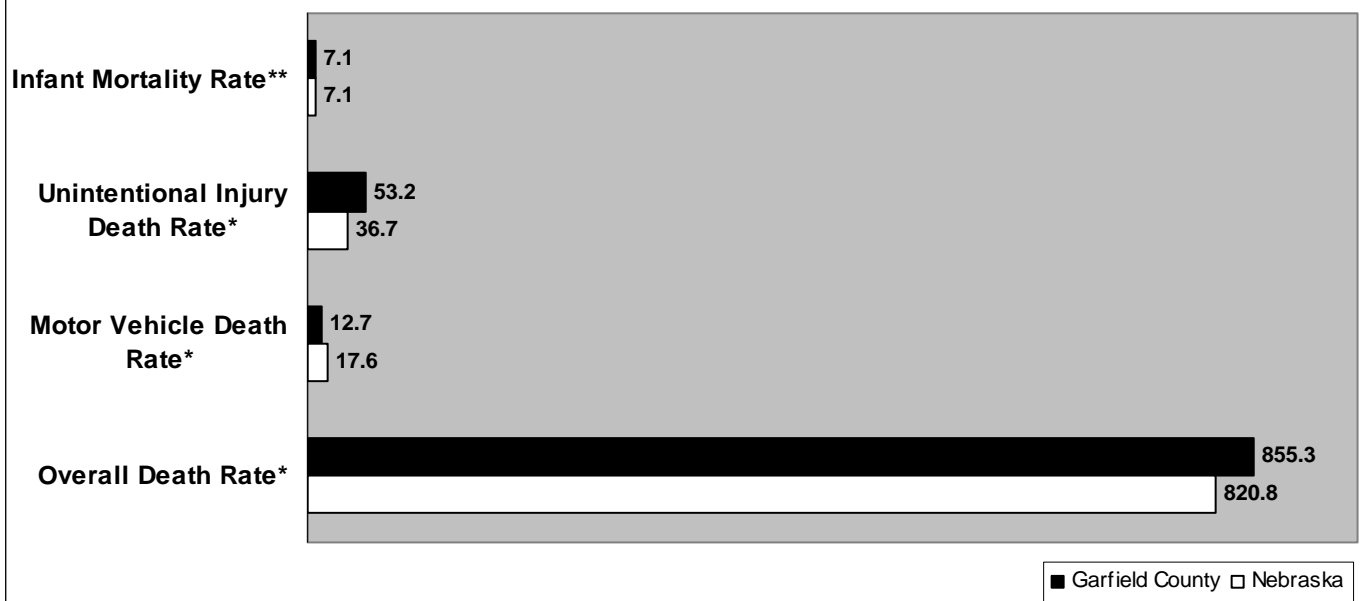 Infant Mortality Rate**
7.1
7.1
Unintentional Injury
Death Rate*
53.2
36.7
Motor Vehicle Death
Rate*
12.7
17.6
Overall Death Rate*
855.3
820.8
Garfield County Nebraska